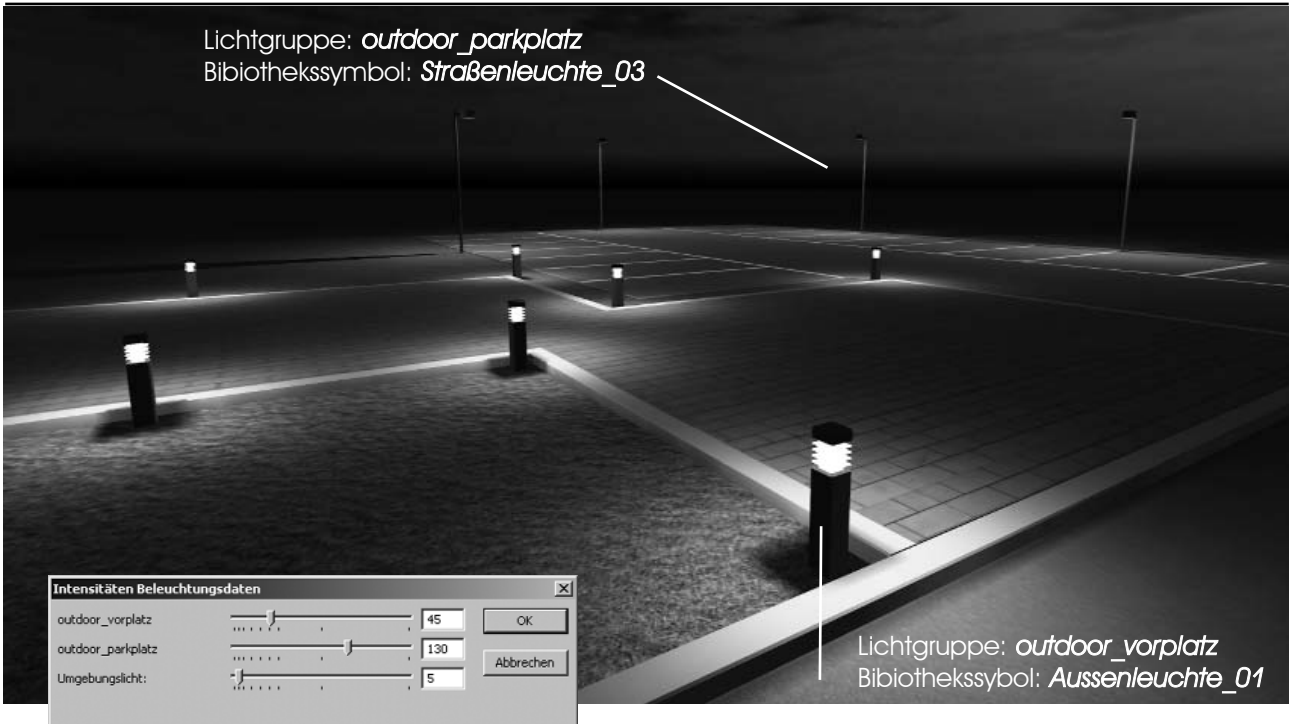 Lichtgruppe: outdoor_parkplatz
Bibiothekssymbol: Straßenleuchte_03
Intensitäten Beleuchtungsdaten
outdoor_vorplatz 45 OK
outdoor_parkplatz 130
Abbrechen
Umgebungslicht: 5
Lichtgruppe: outdoor_vorplatz
Bibiothekssybol: Aussenleuchte_01